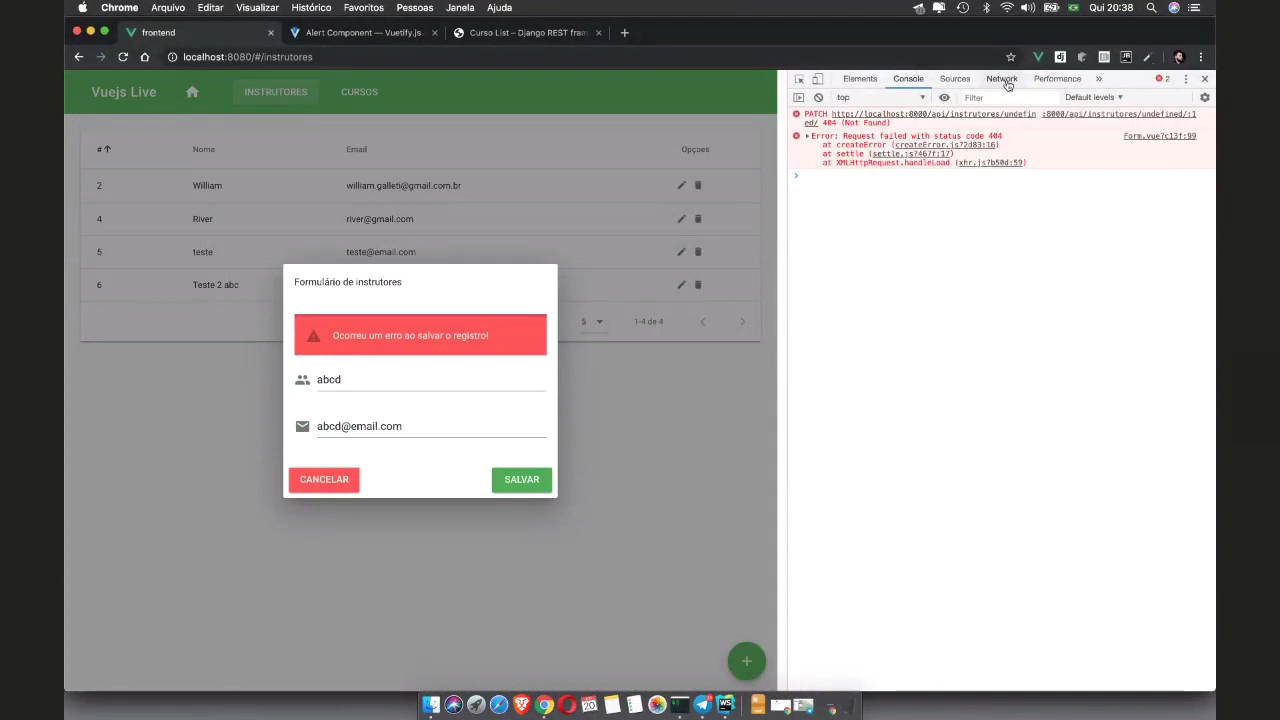 Chrome Arquivo Editar Visualizar Histórico Favoritos Pessoas Janela Ajuda Qui 20:38
frontend Alert Component — Vuetify.js Curso List – Django REST fram
localhost:8080/#/instrutores
Vuejs Live INSTRUTORES CURSOS
# Nome Email Opçoes
2 William william.galleti@gmail.com.br
4 River river@gmail.com
5 teste teste@email.com
6 Teste 2 abc
5 1-4 de 4
Formulário de instrutores
Ocorreu um erro ao salvar o registro!
abcd
abcd@email.com
CANCELAR SALVAR
Elements Console Sources Network Performance » 2
top Filter Default levels
PATCH http://localhost:8000/api/instrutores/undefin :8000/api/instrutores/undefined/:1
ed/ 404 (Not Found)
Error: Request failed with status code 404 Form.vue?c13f:99
at createError (createError.js?2d83:16)
at settle (settle.js?467f:17)
at XMLHttpRequest.handleLoad (xhr.js?b50d:59)